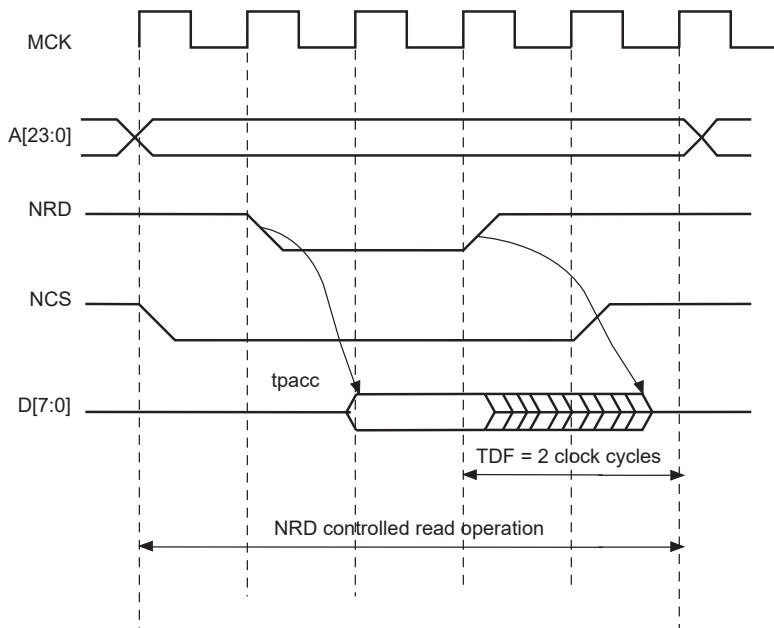 MCK
A[23:0]
NRD
NCS
tpacc
D[7:0]
TDF = 2 clock cycles
NRD controlled read operation